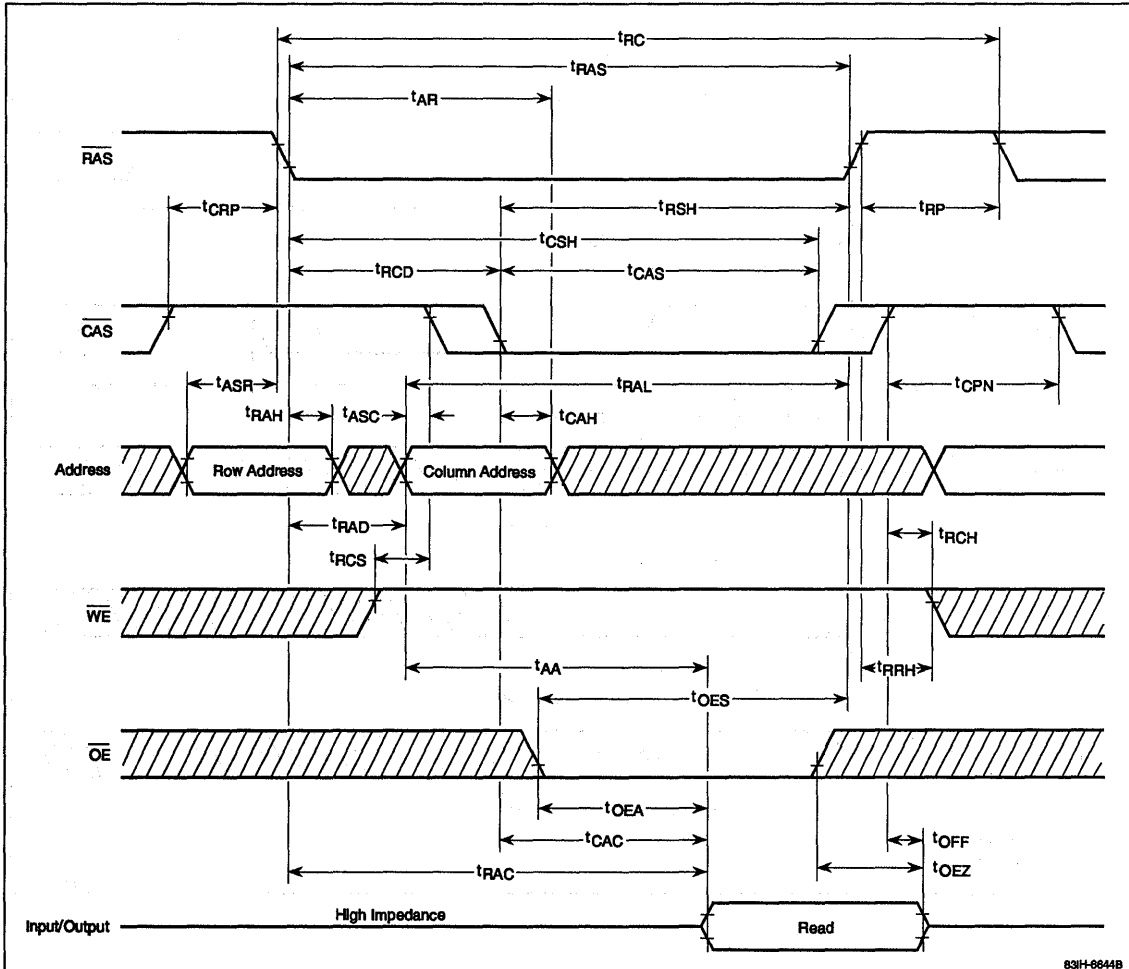 tRC
tRAS
tAR
RAS
tCRP
tRSH
tRP
tCSH
tRCD
tCAS
CAS
tASR
tRAL
tCPN
tRAH
tASC
tCAH
Address
Row Address
Column Address
tRAD
tRCH
tRCS
WE
tAA
tRRH
tOES
OE
tOEA
tCAC
tOFF
tRAC
tOEZ
High Impedance
Input/Output
Read
83IH-6644B